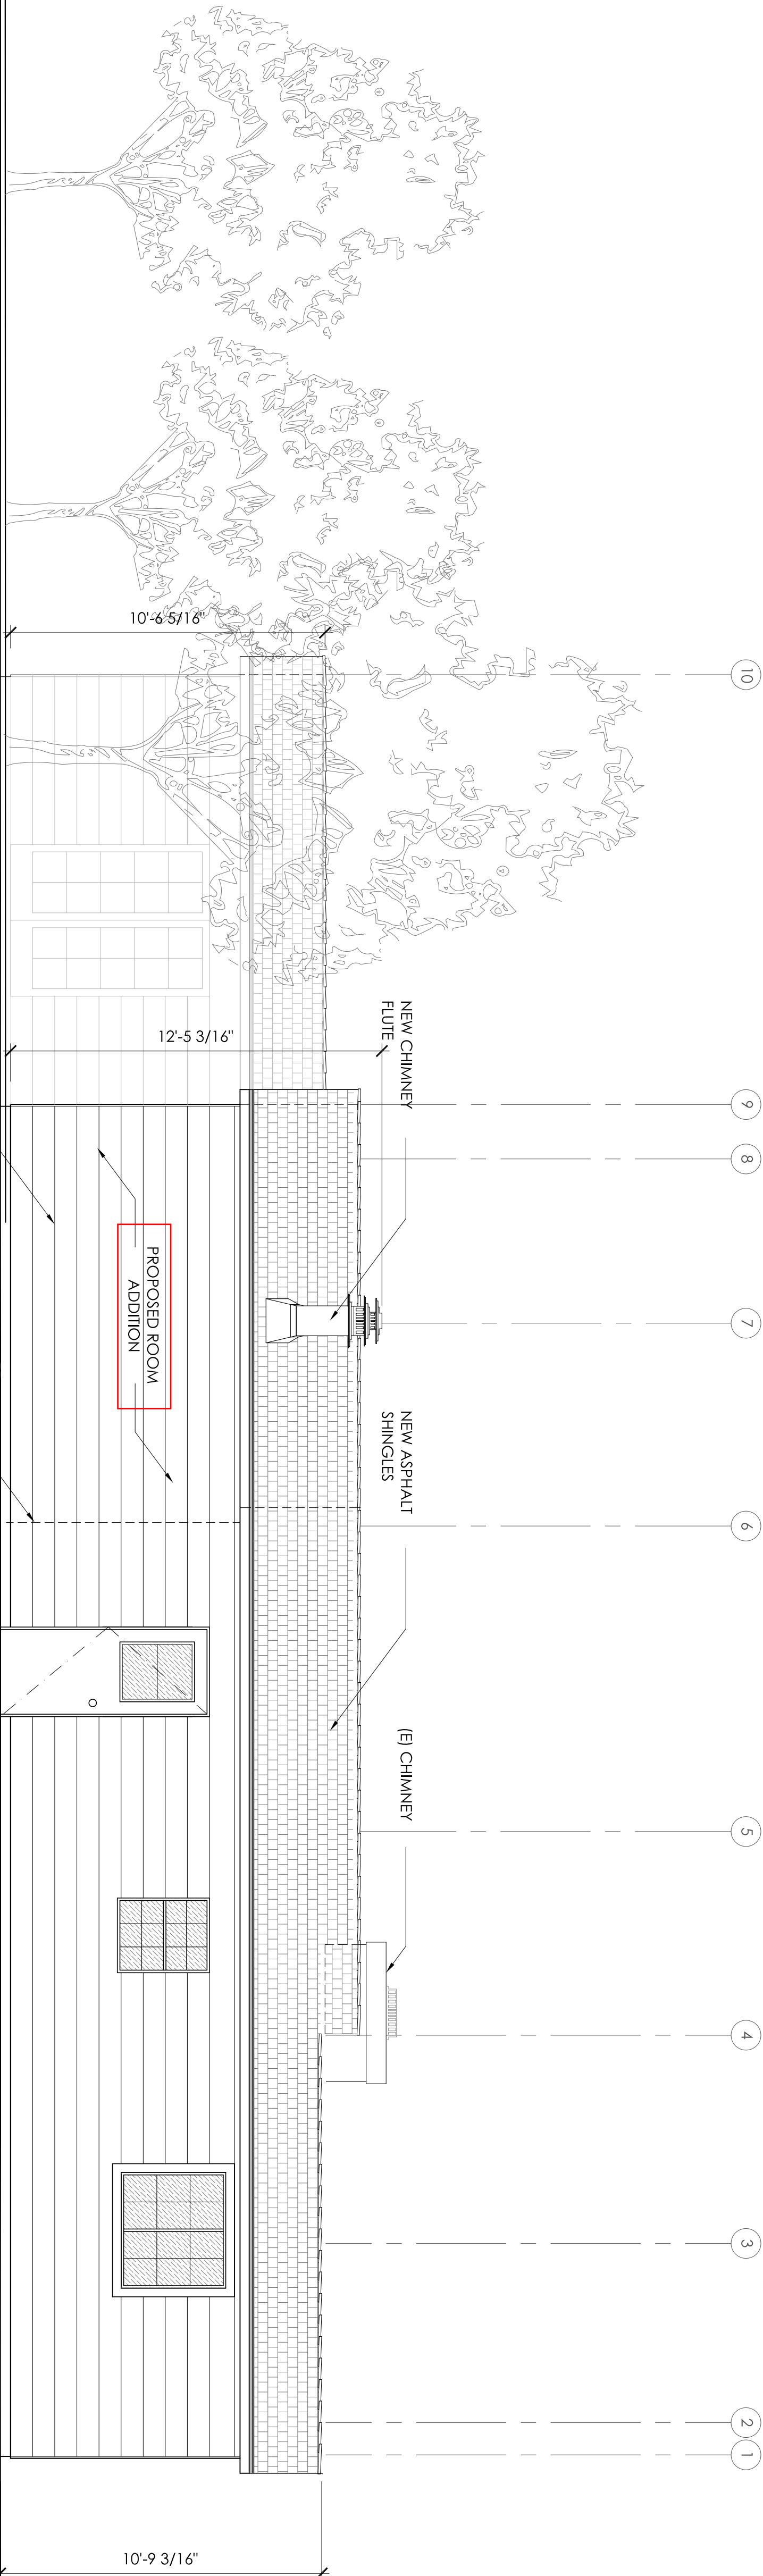 10'-6 5/16"
10
12'-5 3/16"
NEW CHIMNEY
FLUTE
9
8
7
PROPOSED ROOM
ADDITION
NEW ASPHALT
SHINGLES
6
(E) CHIMNEY
5
4
3
2
1
10'-9 3/16"